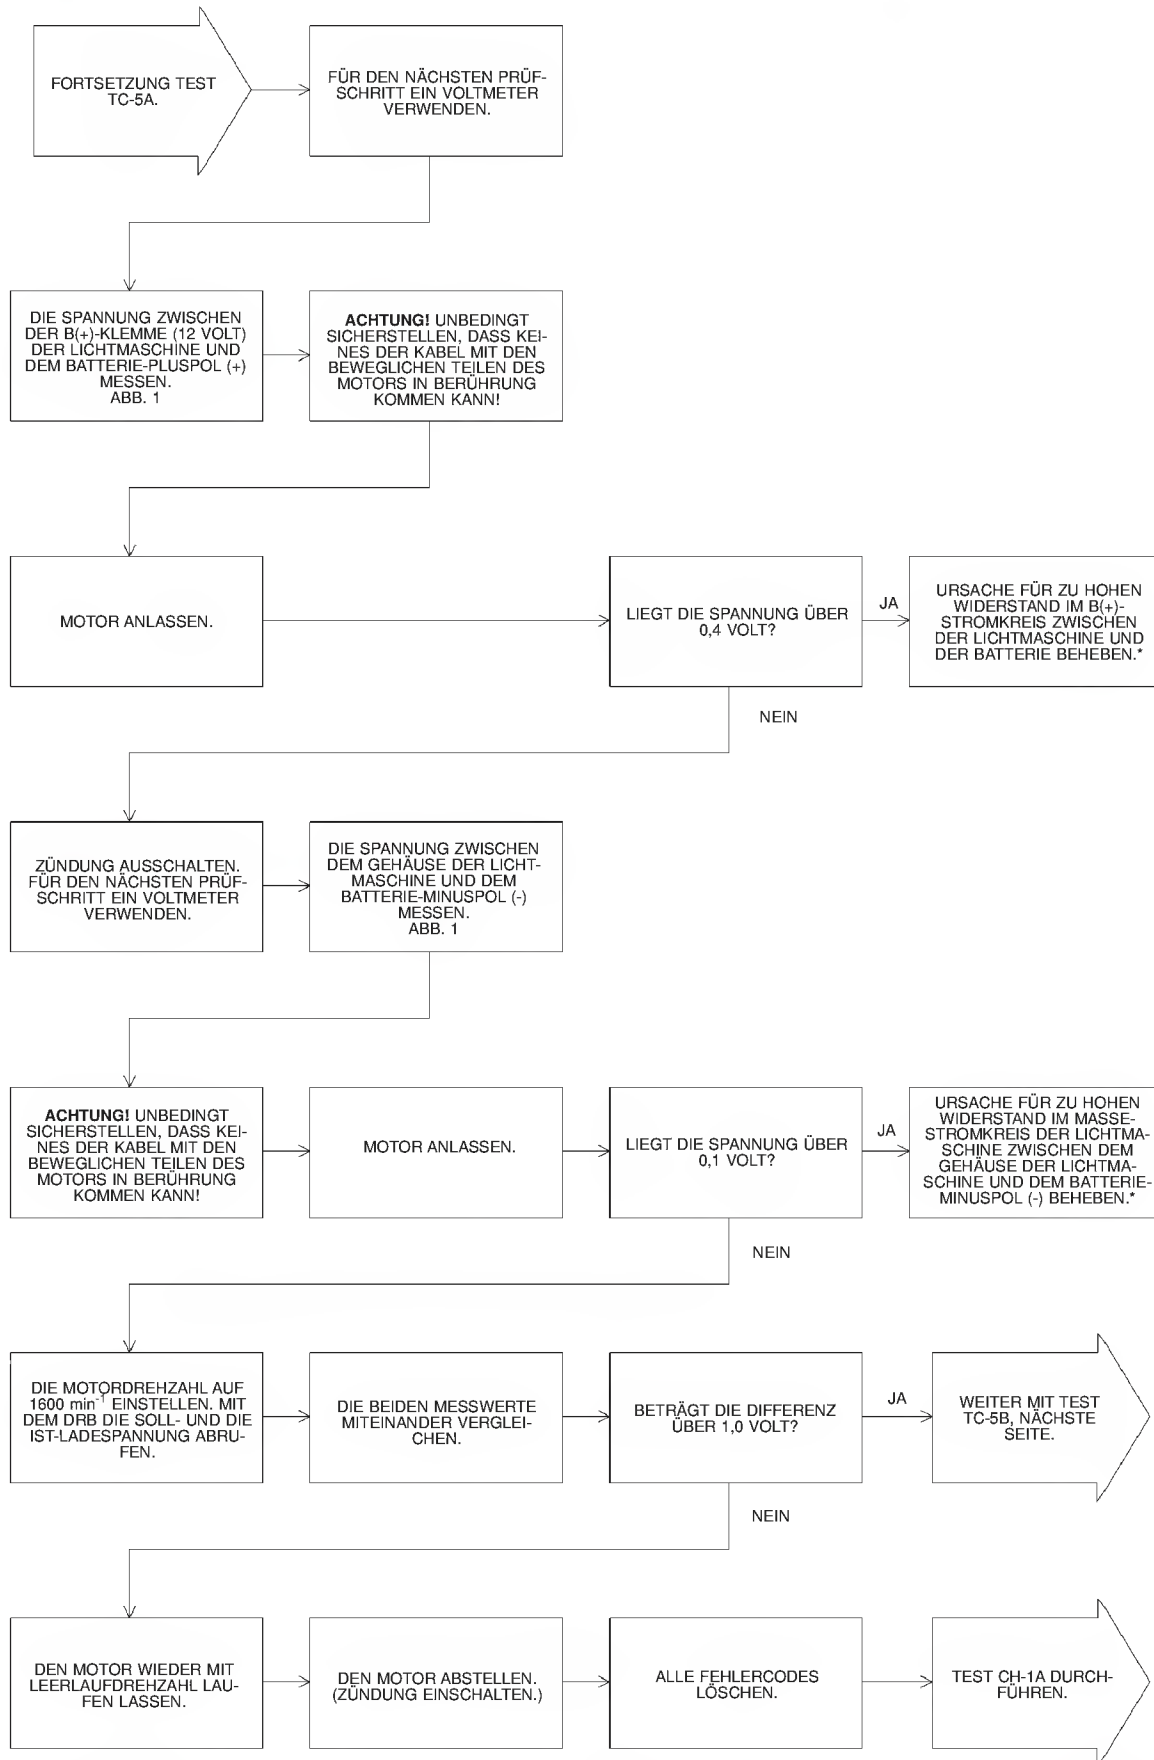 FORTSETZUNG TEST
TC-5A.
FÜR DEN NÄCHSTEN PRÜF-
SCHRITT EIN VOLTMETER
VERWENDEN.
DIE SPANNUNG ZWISCHEN
DER B(+)-KLEMME (12 VOLT)
DER LICHTMASCHINE UND
DEM BATTERIE-PLUSPOL (+)
MESSEN.
ABB. 1
ACHTUNG! UNBEDINGT
SICHERSTELLEN, DASS KEI-
NES DER KABEL MIT DEN
BEWEGLICHEN TEILEN DES
MOTORS IN BERÜHRUNG
KOMMEN KANN!
MOTOR ANLASSEN.
LIEGT DIE SPANNUNG ÜBER
0,4 VOLT?
JA
URSACHE FÜR ZU HOHEN
WIDERSTAND IM B(+)-
STROMKREIS ZWISCHEN
DER LICHTMASCHINE UND
DER BATTERIE BEHEBEN.*
NEIN
ZÜNDUNG AUSSCHALTEN.
FÜR DEN NÄCHSTEN PRÜF-
SCHRITT EIN VOLTMETER
VERWENDEN.
DIE SPANNUNG ZWISCHEN
DEM GEHÄUSE DER LICHT-
MASCHINE UND DEM
BATTERIE-MINUSPOL (-)
MESSEN.
ABB. 1
ACHTUNG! UNBEDINGT
SICHERSTELLEN, DASS KEI-
NES DER KABEL MIT DEN
BEWEGLICHEN TEILEN DES
MOTORS IN BERÜHRUNG
KOMMEN KANN!
MOTOR ANLASSEN.
LIEGT DIE SPANNUNG ÜBER
0,1 VOLT?
JA
URSACHE FÜR ZU HOHEN
WIDERSTAND IM MASSE-
STROMKREIS DER LICHTMA-
SCHINE ZWISCHEN DEM
GEHÄUSE DER LICHTMA-
SCHINE UND DEM BATTERIE-
MINUSPOL (-) BEHEBEN.*
NEIN
DIE MOTORDREHZAHL AUF
1600 min⁻¹ EINSTELLEN. MIT
DEM DRB DIE SOLL- UND DIE
IST-LADESPANNUNG ABRU-
FEN.
DIE BEIDEN MESSWERTE
MITEINANDER VERGLEI-
CHEN.
BETRÄGT DIE DIFFERENZ
ÜBER 1,0 VOLT?
JA
WEITER MIT TEST
TC-5B, NÄCHSTE
SEITE.
NEIN
DEN MOTOR WIEDER MIT
LEERLAUFDREHZAHL LAU-
FEN LASSEN.
DEN MOTOR ABSTELLEN.
(ZÜNDUNG EINSCHALTEN.)
ALLE FEHLERCODES
LÖSCHEN.
TEST CH-1A DURCH-
FÜHREN.